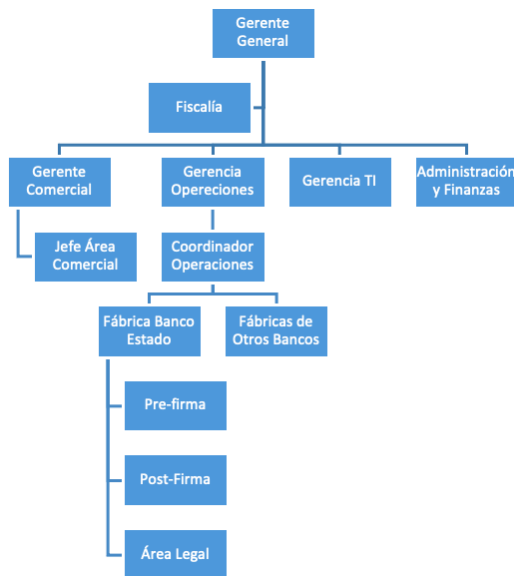 Gerente
General
Fiscalía
Gerente
Comercial
Gerencia
Opereciones
Gerencia TI
Administración
y Finanzas
Jefe Área
Comercial
Coordinador
Operaciones
Fábrica Banco
Estado
Fábricas de
Otros Bancos
Pre-firma
Post-Firma
Área Legal